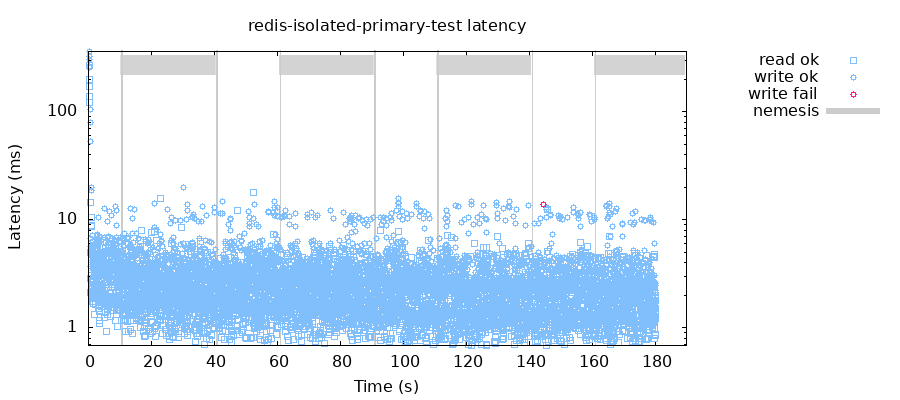 redis-isolated-primary-test latency
read ok
write ok
write fail
nemesis
Latency (ms)
100
10
1
0 20 40 60 80 100 120 140 160 180
Time (s)